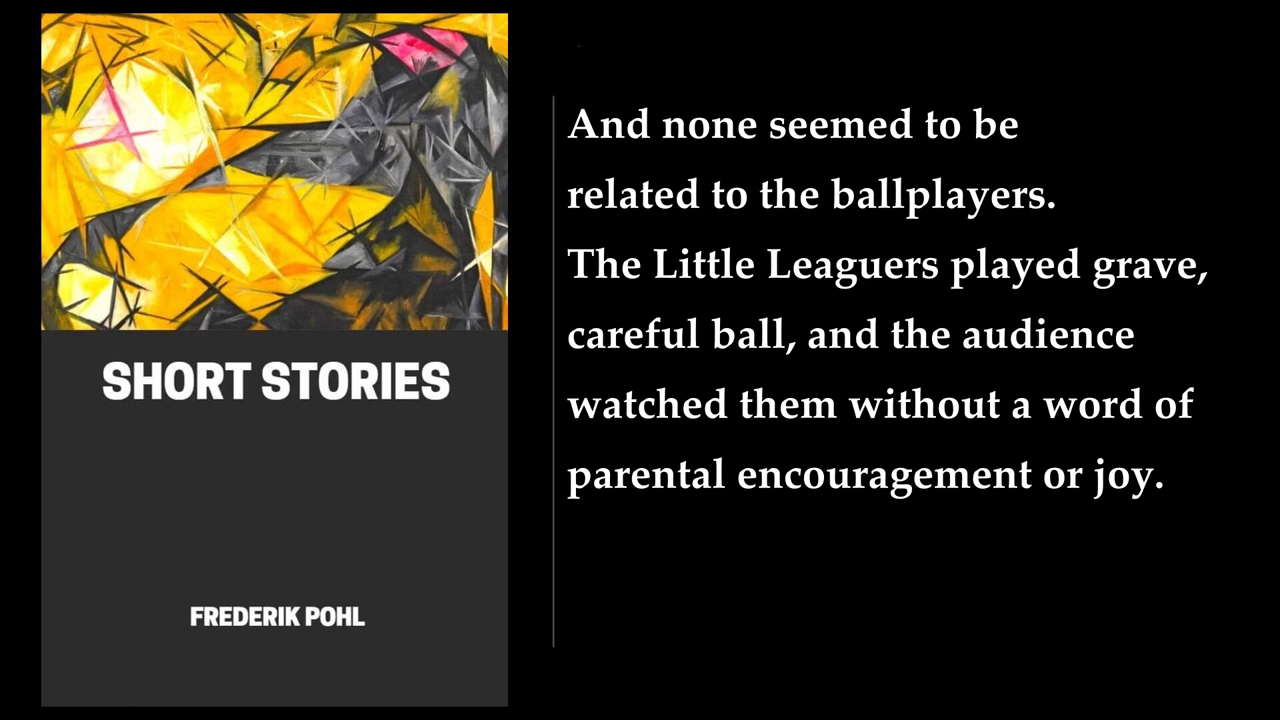 SHORT STORIES
FREDERIK POHL
And none seemed to be
related to the ballplayers.
The Little Leaguers played grave,
careful ball, and the audience
watched them without a word of
parental encouragement or joy.